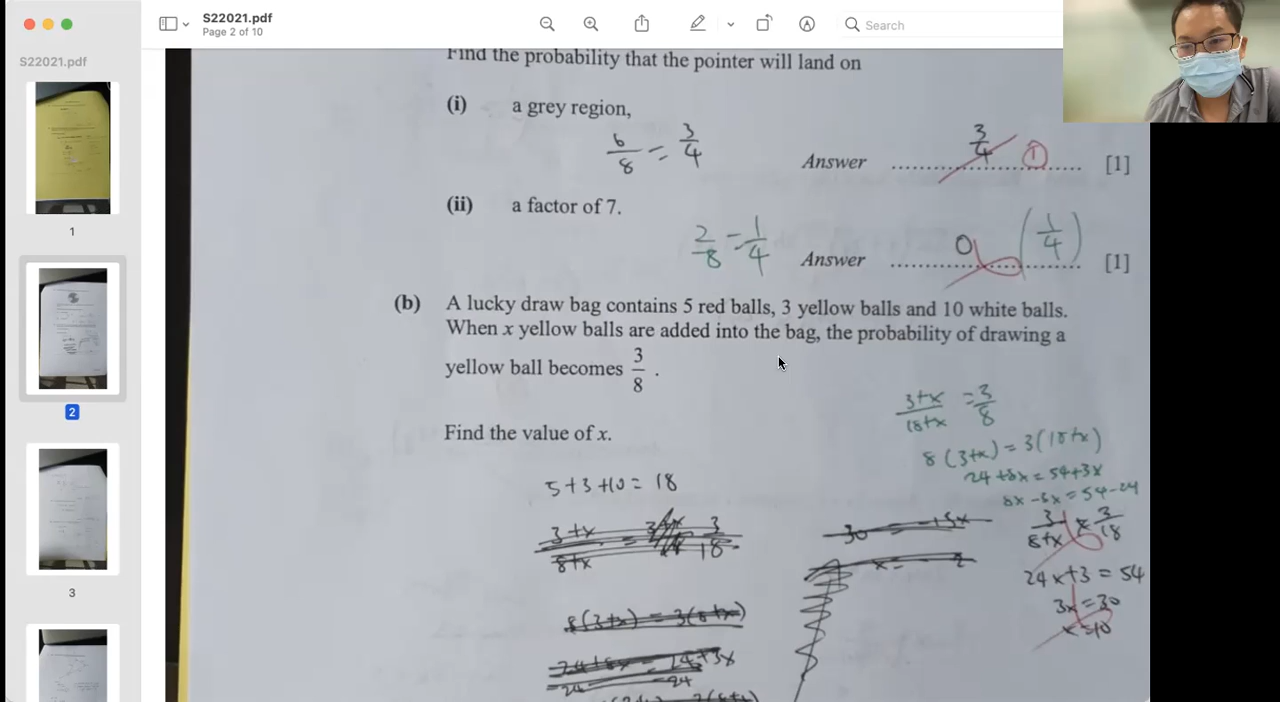 S22021.pdf
Page 2 of 10
Search
S22021.pdf
1
2
3
Find the probability that the pointer will land on
(i) a grey region,
6/8 = 3/4
Answer 3/4 1 [1]
(ii) a factor of 7.
2/8 = 1/4
Answer 0 (1/4) [1]
(b) A lucky draw bag contains 5 red balls, 3 yellow balls and 10 white balls.
When x yellow balls are added into the bag, the probability of drawing a
yellow ball becomes 3/8 .
Find the value of x.
3+x/18+x = 3/8
8(3+x) = 3(18+x)
24+8x = 54+3x
5+3+10 = 18
3+x/8+x = 3/18
8(3+x) = 3(8+x)
24x+3 = 54
3x = 30
x = 10